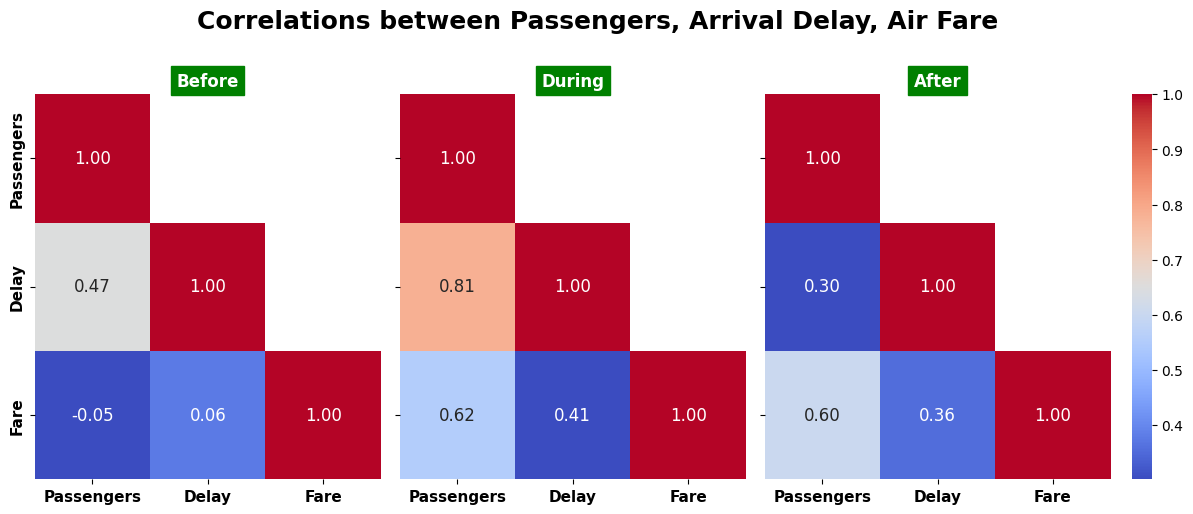 Correlations between Passengers, Arrival Delay, Air Fare
Before
During
After
Passengers
Delay
Fare
1.00
0.47
1.00
-0.05
0.06
1.00
Passengers
Delay
Fare
1.00
0.81
1.00
0.62
0.41
1.00
Passengers
Delay
Fare
1.00
0.30
1.00
0.60
0.36
1.00
Passengers
Delay
Fare
1.0
0.9
0.8
0.7
0.6
0.5
0.4